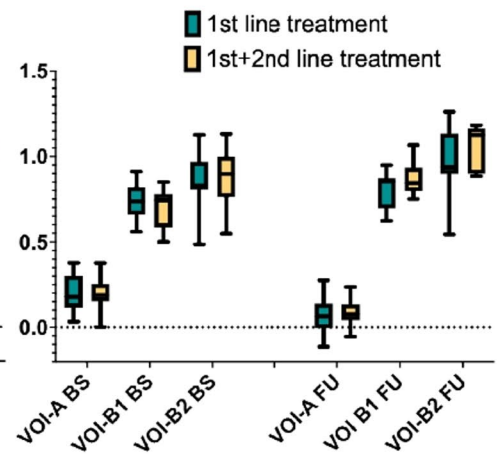 1st line treatment
1st+2nd line treatment
1.5
1.0
0.5
0.0
VOI-A BS
VOI-B1 BS
VOI-B2 BS
VOI-A FU
VOI B1 FU
VOI-B2 FU